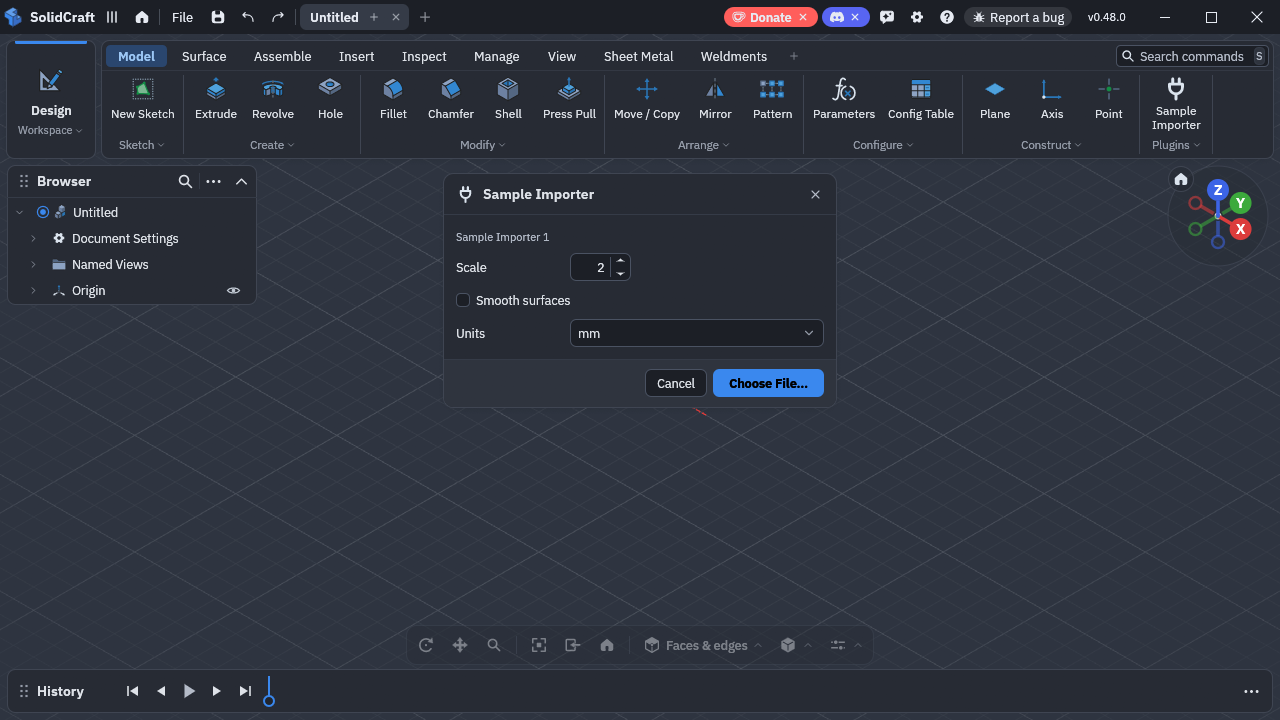 SolidCraft
File
Untitled
Donate
Report a bug
v0.48.0
Design
Workspace
Model
Surface
Assemble
Insert
Inspect
Manage
View
Sheet Metal
Weldments
Search commands
S
New Sketch
Extrude
Revolve
Hole
Fillet
Chamfer
Shell
Press Pull
Move / Copy
Mirror
Pattern
Parameters
Config Table
Plane
Axis
Point
Sample
Importer
Sketch
Create
Modify
Arrange
Configure
Construct
Plugins
Browser
Untitled
Document Settings
Named Views
Origin
Sample Importer
Sample Importer 1
Scale
2
Smooth surfaces
Units
mm
Cancel
Choose File...
Z
Y
X
Faces & edges
History